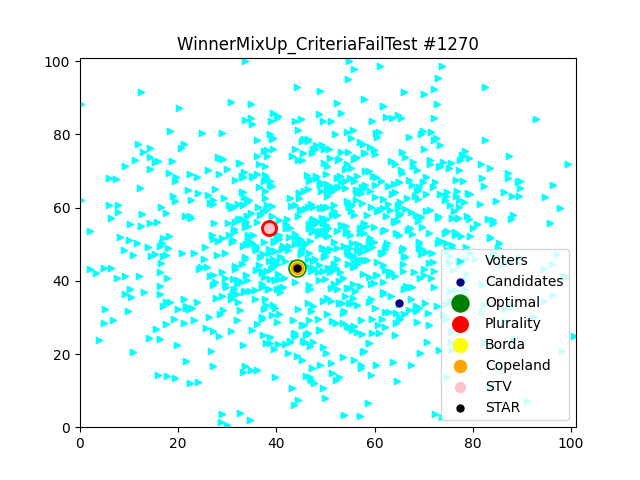 WinnerMixUp_CriteriaFailTest #1270
100
80
60
40
20
0
0
20
40
60
80
100
Voters
Candidates
Optimal
Plurality
Borda
Copeland
STV
STAR